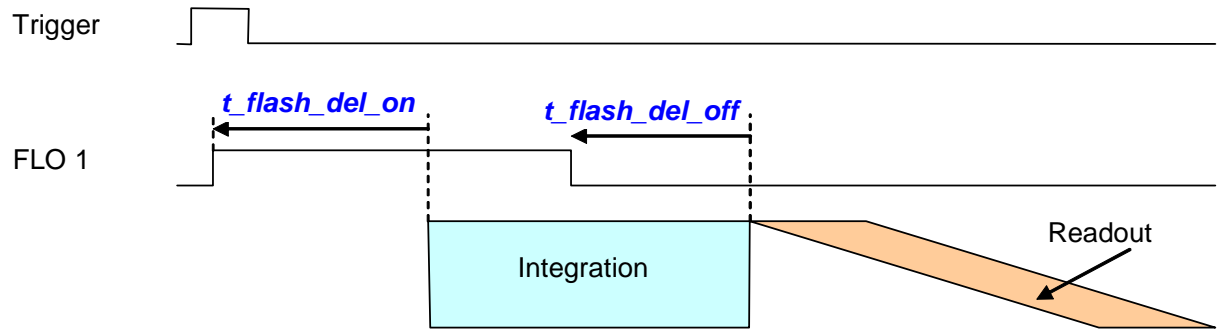 Trigger
t_flash_del_on
t_flash_del_off
FLO 1
Readout
Integration